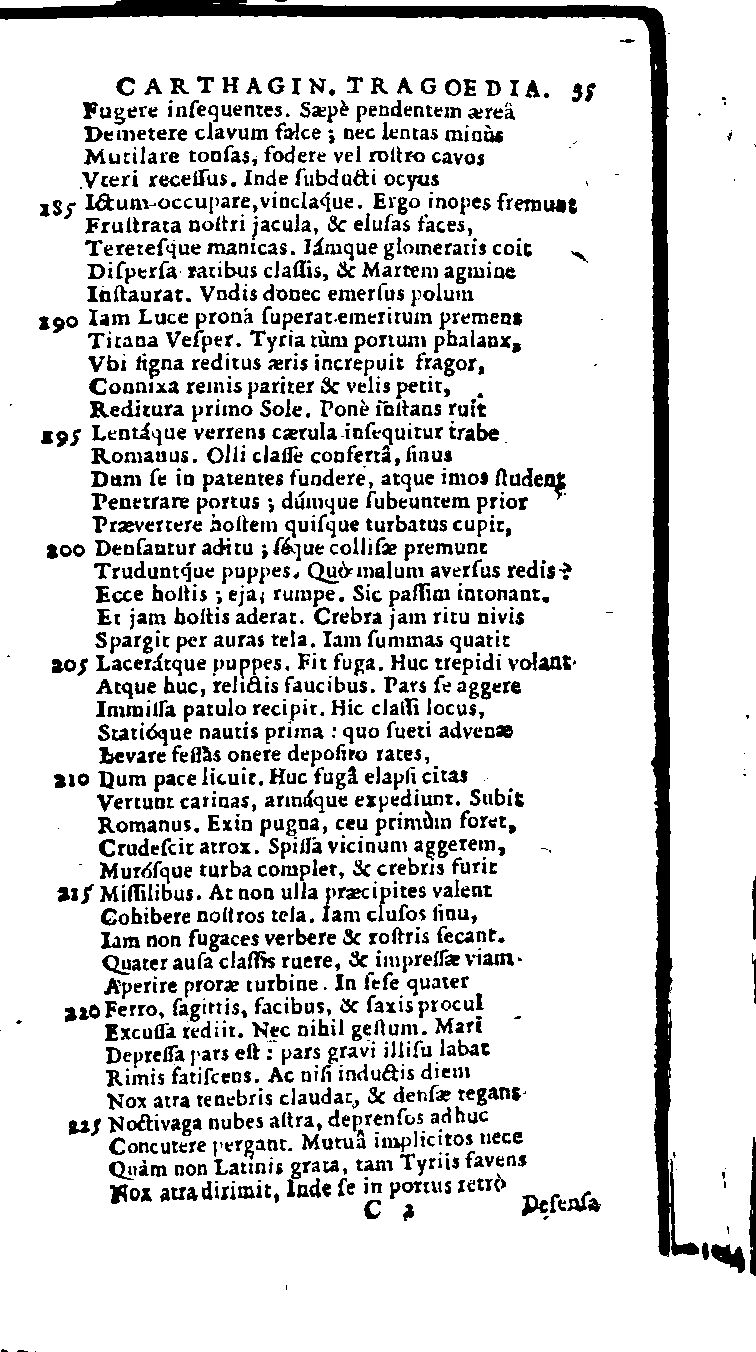 CARTHAGIN. TRAGOEDIA. 35
Fugere inſequentes. Sæpè pendentem æreâ
Demetere clavum falce ; nec lentas minùs
Mutilare tonſas, fodere vel roſtro cavos
Vteri receſſus. Inde ſubducti ocyus
185 Ictum occupare, vinclaq́ue. Ergo inopes fremunt
Fruſtrata noſtri jacula, & eluſas faces,
Tereteſque manicas. Iámque glomeratis coit
Diſperſa ratibus claſſis, & Martem agmine
Inſtaurat. Vndis donec emerſus polum
290 Iam Luce pronâ ſuperat emeritum premens
Titana Veſper. Tyria tùm portum phalanx,
Vbi ſigna reditus æris increpuit fragor,
Connixa remis pariter & velis petit,
Reditura primo Sole. Ponè inſtans ruit
295 Lentáque verrens cærula inſequitur trabe
Romanus. Olli claſſe confertâ, ſinus
Dum ſe in patentes fundere, atque imos ſtudent
Penetrare portus ; dúmque ſubeuntem prior
Prævertere hoſtem quiſque turbatus cupit,
200 Denſantur aditu ; ſéque colliſæ premunt
Truduntq́ue puppes. Quò malum averſus redis ?
Ecce hoſtis ; eja, rumpe. Sic paſſim intonant.
Et jam hoſtis aderat. Crebra jam ritu nivis
Spargit per auras tela. Iam ſummas quatit
205 Lacerátque puppes. Fit fuga. Huc trepidi volant
Atque huc, relictis faucibus. Pars ſe aggere
Immiſſa patulo recipit. Hic claſſi locus,
Statióque nautis prima : quo ſueti advenæ
Levare feſſas onere depoſito rates,
210 Dum pace licuit. Huc fugâ elapſi citas
Vertunt carinas, armáque expediunt. Subit
Romanus. Exin pugna, ceu primùm foret,
Crudeſcit atrox. Spiſſa vicinum aggerem,
Muróſque turba complet, & crebris furit
215 Miſſilibus. At non ulla præcipites valent
Cohibere noſtros tela. Iam cluſos ſinu,
Iam non fugaces verbere & roſtris ſecant.
Quater auſa claſſis ruere, & impreſſæ viam
Aperire proræ turbine. In ſeſe quater
220 Ferro, ſagittis, facibus, & ſaxis procul
Excuſſa rediit. Nec nihil geſtum. Mari
Depreſſa pars eſt : pars gravi illiſu labat
Rimis fatiſcens. Ac niſi inductis diem
Nox atra tenebris claudat, & denſæ tegans
225 Noctivaga nubes aſtra, deprenſos adhuc
Concutere pergant. Mutuâ implicitos nece
Quàm non Latinis grata, tam Tyriis favens
Nox atra dirimit, Inde ſe in portus retrò
C 2 Defenſa